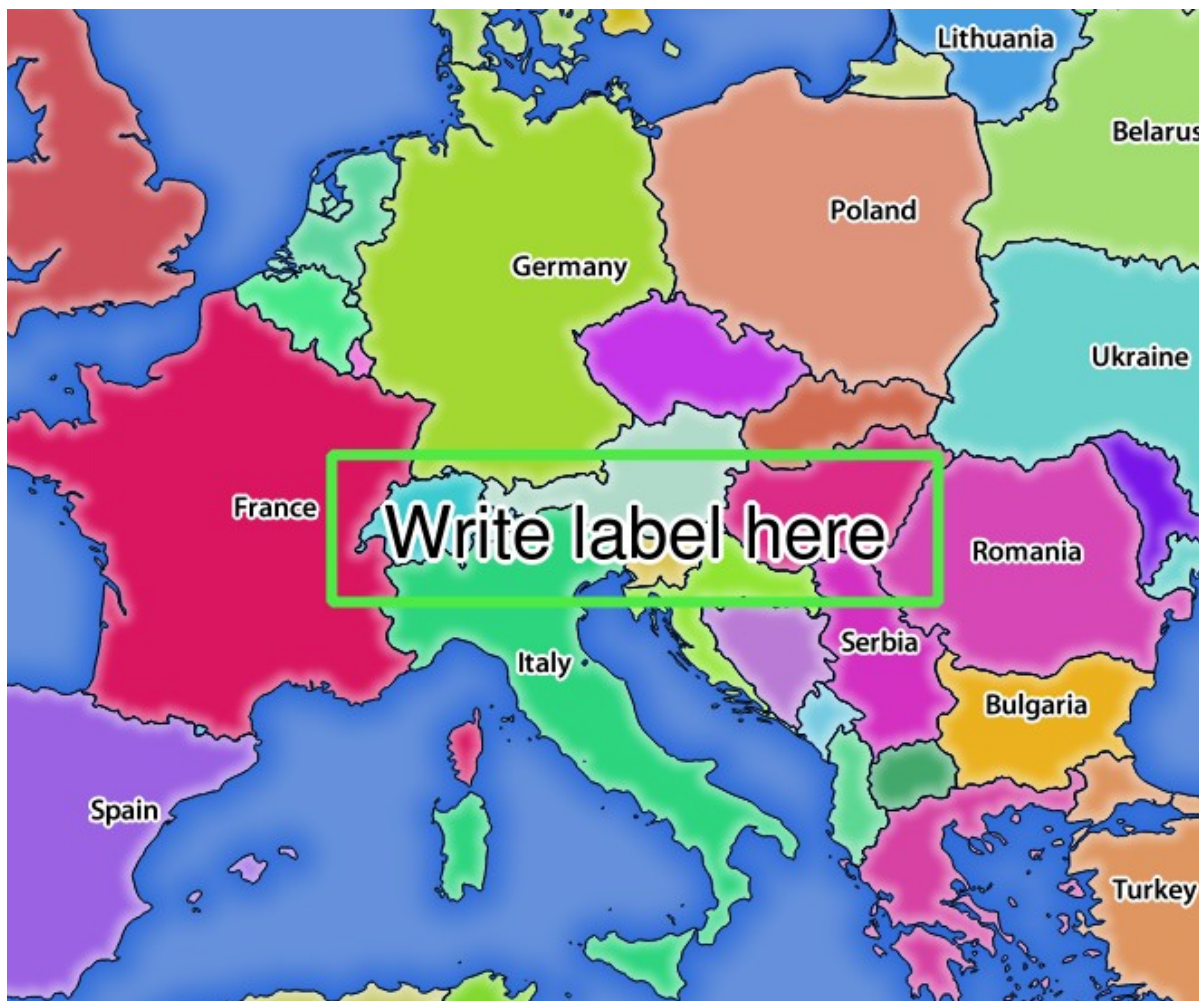 Lithuania
Belarus
Poland
Germany
Ukraine
France
Write label here
Romania
Serbia
Italy
Bulgaria
Spain
Turkey